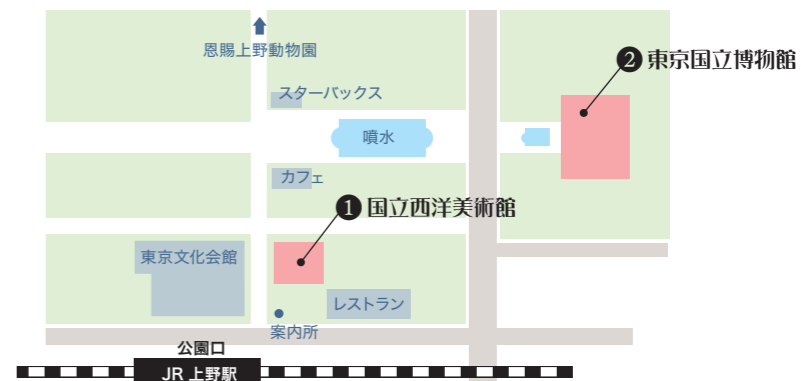 恩賜上野動物園
スターバックス
❷東京国立博物館
噴水
カフェ
❶国立西洋美術館
東京文化会館
レストラン
案内所
公園口
JR 上野駅